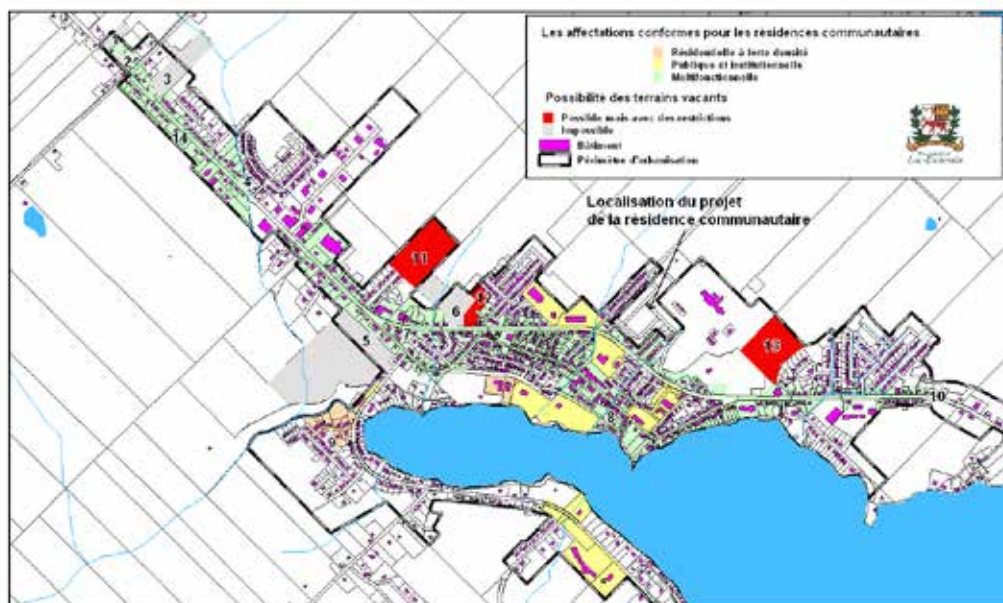 Les affectations conformes pour les résidences communautaires
Résidentielle à forte densité
Publique et institutionnelle
Multifonctionnelle
Possibilité des terrains vacants
Possible mais avec des restrictions
Impossible
Bâtiment
Périmètre d'urbanisation
Localisation du projet
de la résidence communautaire
2
3
14
11
6
5
13
10
8